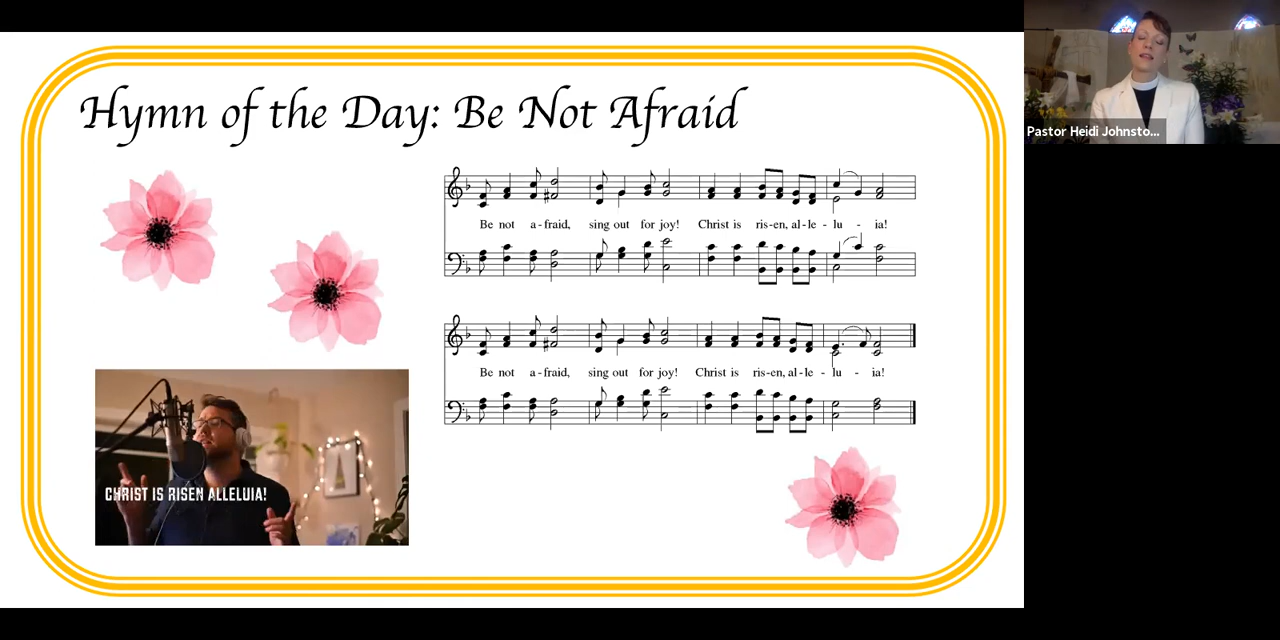 Hymn of the Day: Be Not Afraid
Pastor Heidi Johnsto...
Be not a - fraid, sing out for joy! Christ is ris - en, al - le - lu - ia!
Be not a - fraid, sing out for joy! Christ is ris - en, al - le - lu - ia!
CHRIST IS RISEN ALLELUIA!